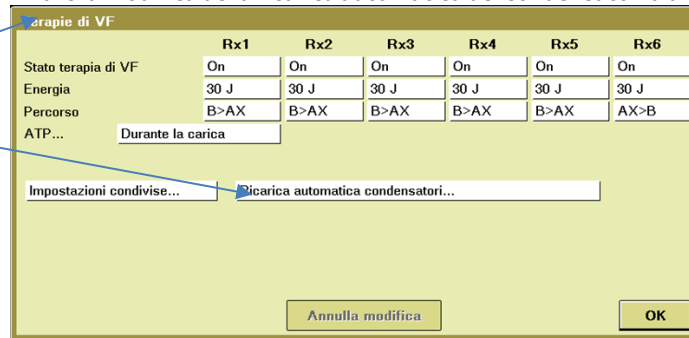 Terapie di VF
Rx1 Rx2 Rx3 Rx4 Rx5 Rx6
Stato terapia di VF On On On On On On
Energia 30 J 30 J 30 J 30 J 30 J 30 J
Percorso B>AX B>AX B>AX B>AX B>AX AX>B
ATP... Durante la carica
Impostazioni condivise... Ricarica automatica condensatori...
Annulla modifica OK